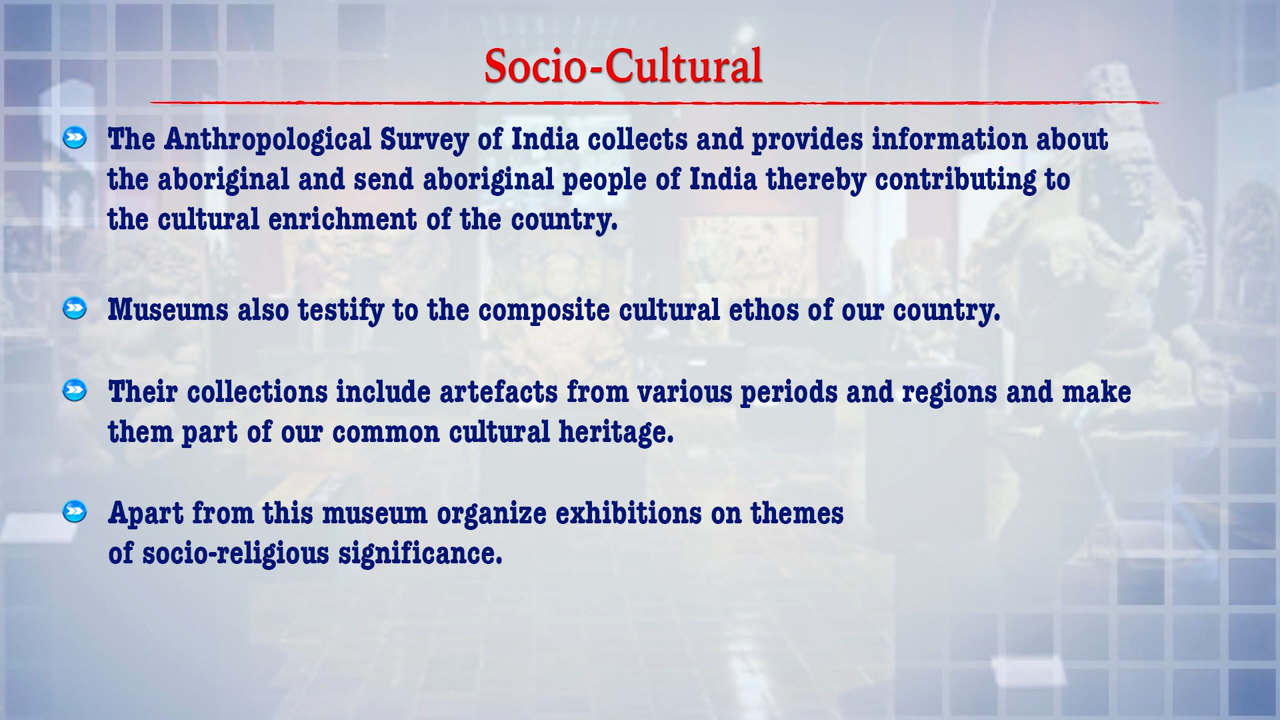 Socio-Cultural
The Anthropological Survey of India collects and provides information about
the aboriginal and send aboriginal people of India thereby contributing to
the cultural enrichment of the country.
Museums also testify to the composite cultural ethos of our country.
Their collections include artefacts from various periods and regions and make
them part of our common cultural heritage.
Apart from this museum organize exhibitions on themes
of socio-religious significance.